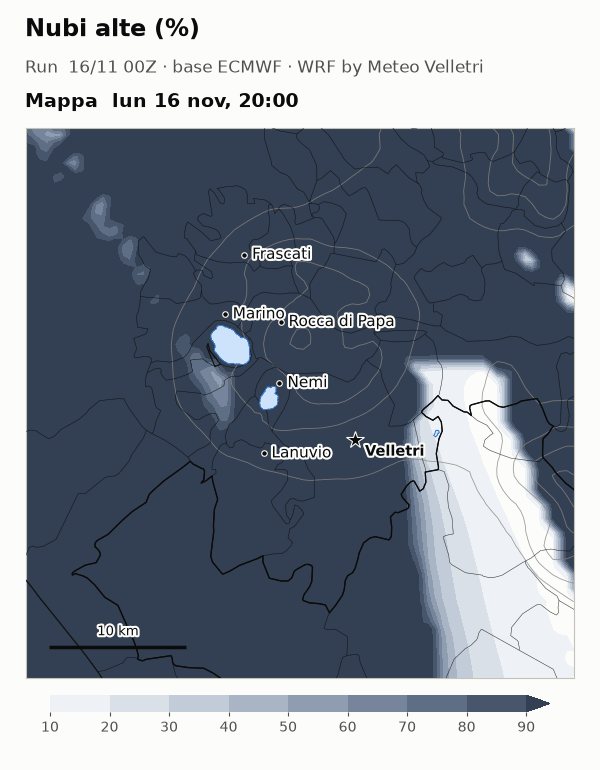 Nubi alte (%)
Run  16/11 00Z · base ECMWF · WRF by Meteo Velletri
Mappa  lun 16 nov, 20:00
Frascati
Marino
Rocca di Papa
Nemi
Velletri
Lanuvio
10 km
10 20 30 40 50 60 70 80 90